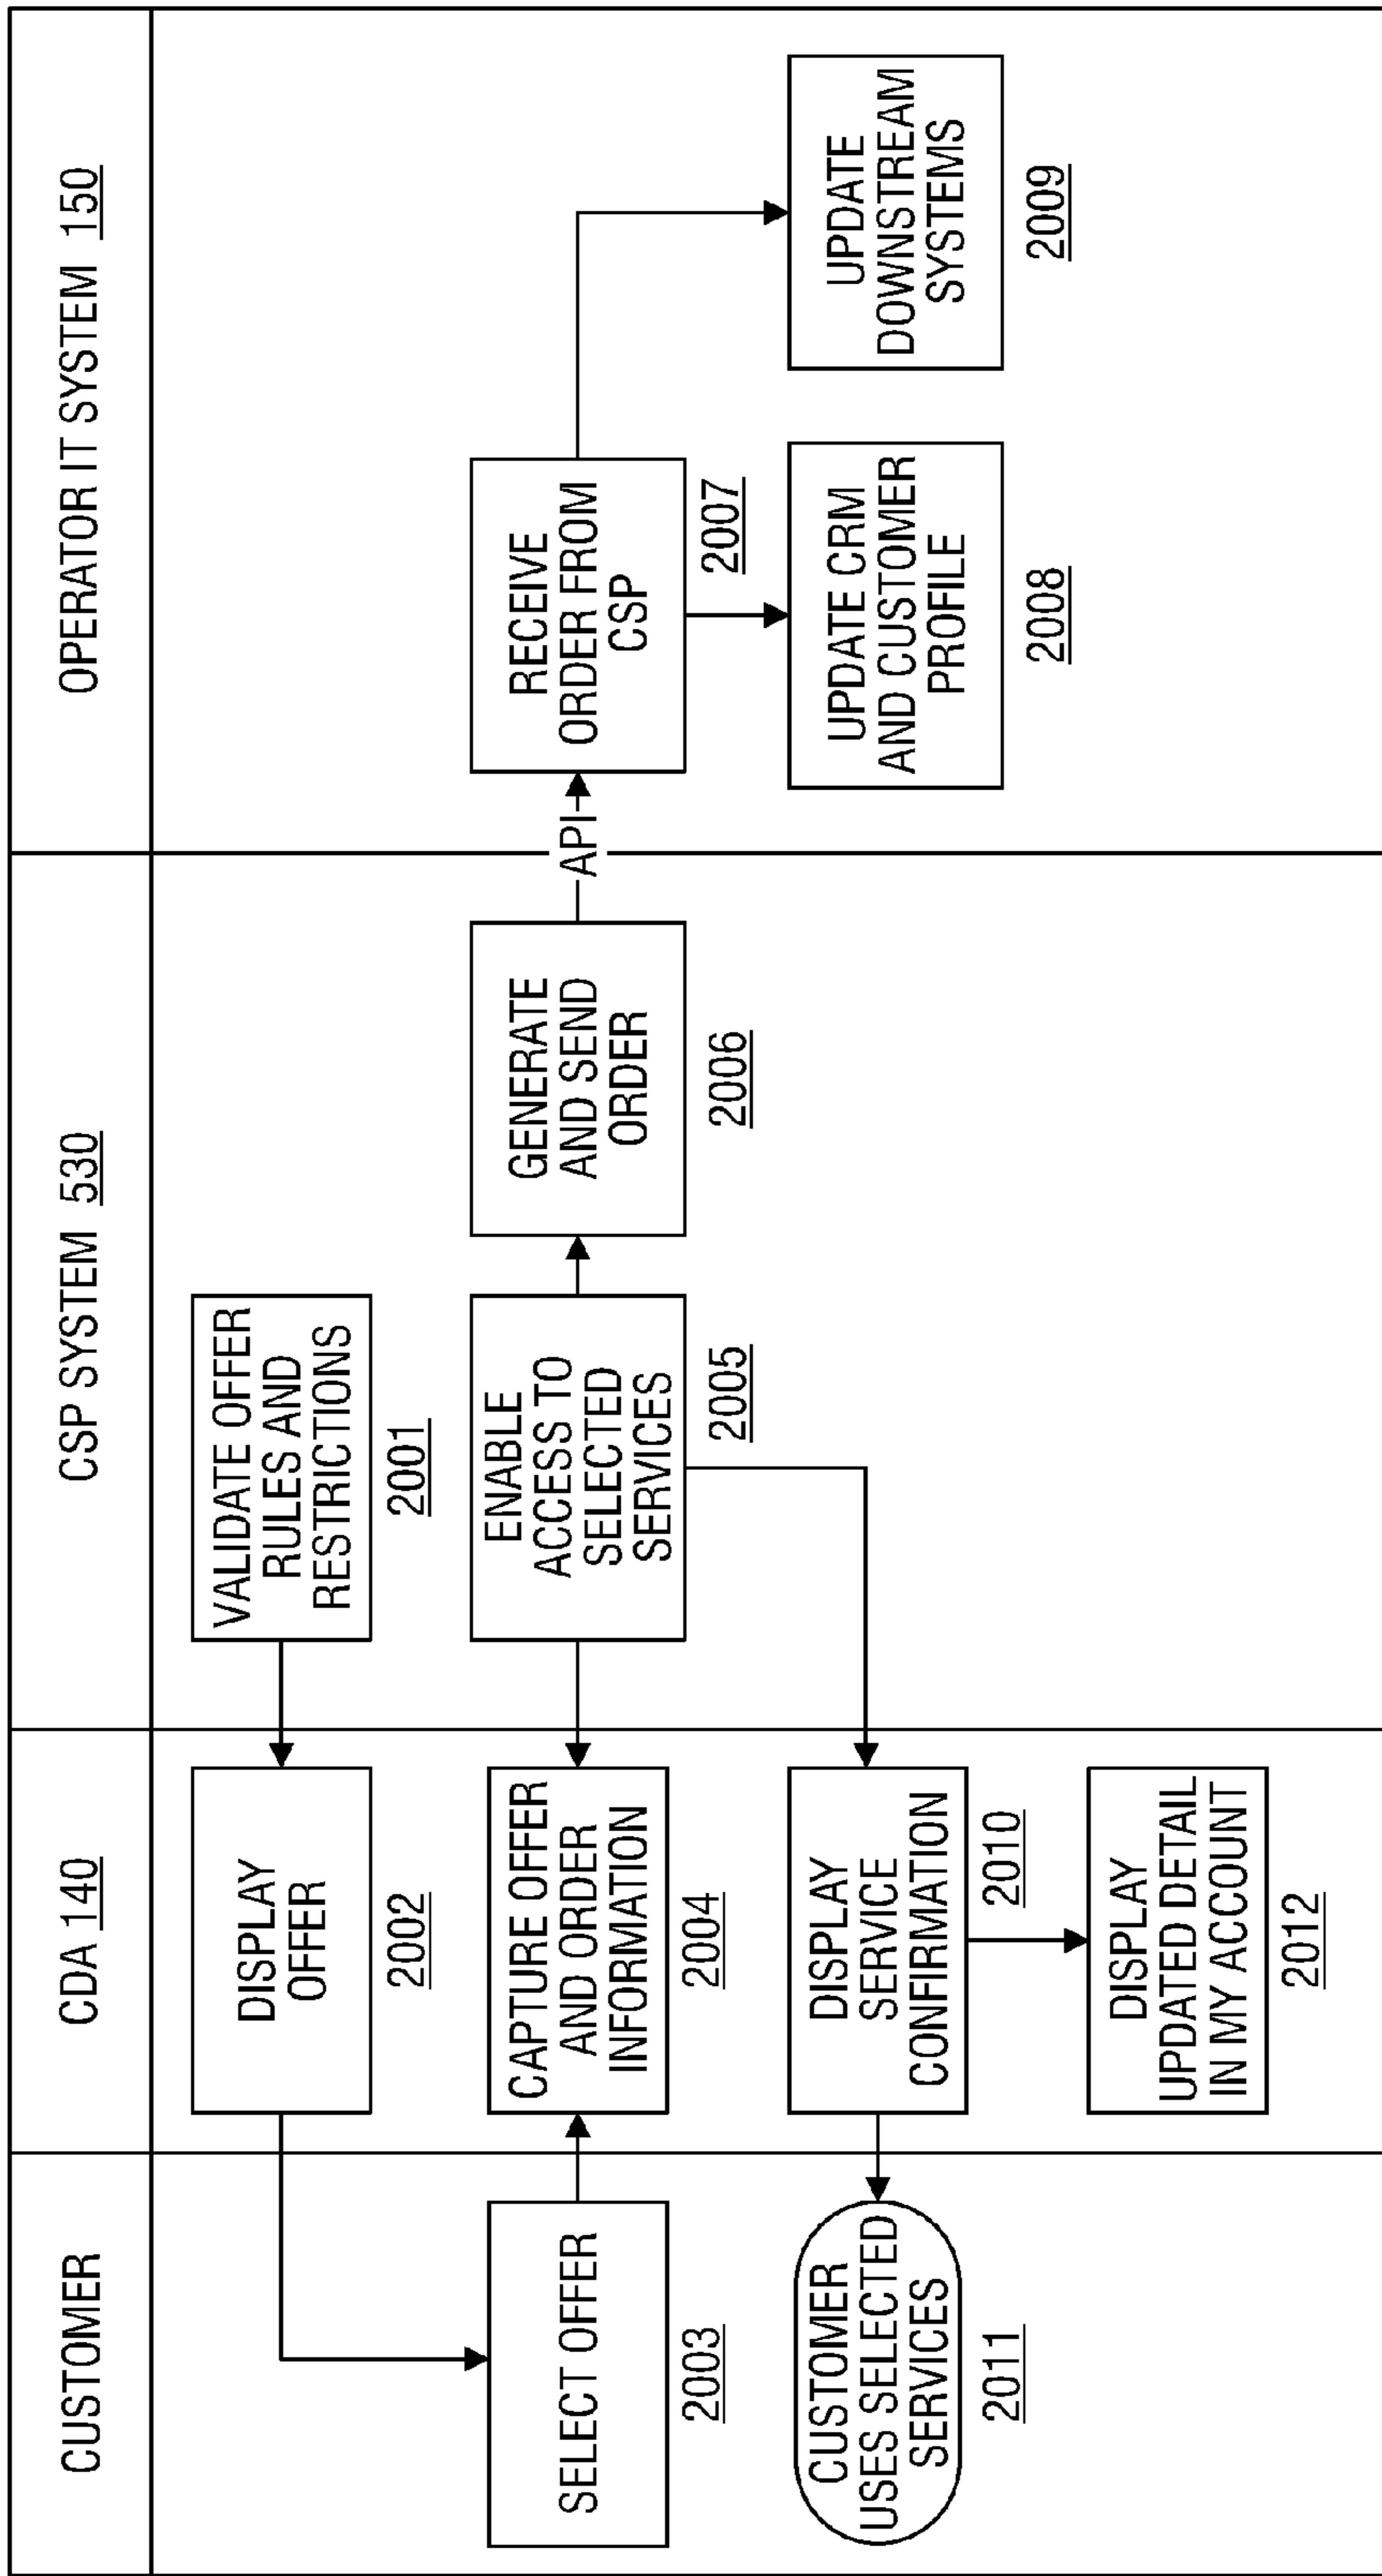 CUSTOMER
CDA 140
CSP SYSTEM 530
OPERATOR IT SYSTEM 150
DISPLAY
OFFER
2002
VALIDATE OFFER
RULES AND
RESTRICTIONS
2001
SELECT OFFER
2003
CAPTURE OFFER
AND ORDER
INFORMATION
2004
ENABLE
ACCESS TO
SELECTED
SERVICES
2005
GENERATE
AND SEND
ORDER
2006
API
RECEIVE
ORDER FROM
CSP
2007
CUSTOMER
USES SELECTED
SERVICES
2011
DISPLAY
SERVICE
CONFIRMATION
2010
UPDATE CRM
AND CUSTOMER
PROFILE
2008
UPDATE
DOWNSTREAM
SYSTEMS
2009
DISPLAY
UPDATED DETAIL
IN MY ACCOUNT
2012